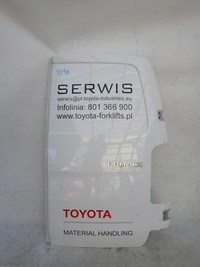 SERWIS
serwis@pl.toyota-industries.eu
Infolinia: 801 366 900
www.toyota-forklifts.pl
TOYOTA
MATERIAL HANDLING